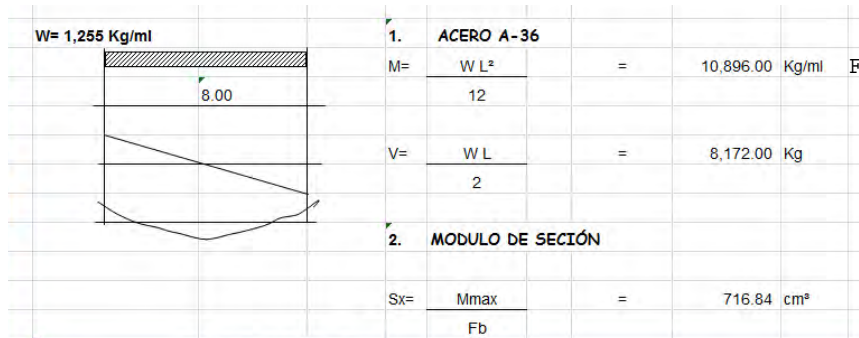 W= 1,255 Kg/ml
8.00
1. ACERO A-36
M= W L² = 10,896.00 Kg/ml F
12
V= W L = 8,172.00 Kg
2
2. MODULO DE SECIÓN
Sx= Mmax = 716.84 cm³
Fb